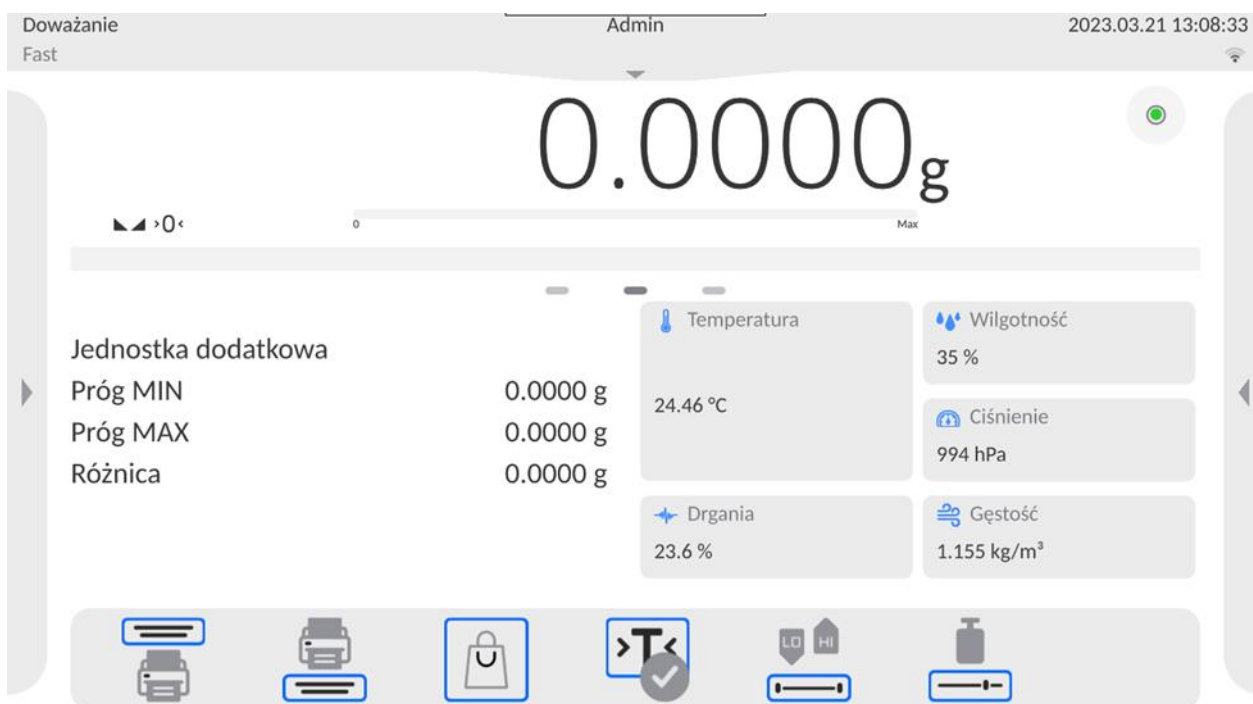 Doważanie
Admin
2023.03.21 13:08:33
Fast
0.0000 g
>0<
0
Max
Jednostka dodatkowa
Próg MIN 0.0000 g
Próg MAX 0.0000 g
Różnica 0.0000 g
Temperatura
24.46 °C
Wilgotność
35 %
Ciśnienie
994 hPa
Drgania
23.6 %
Gęstość
1.155 kg/m³
>T<
LO HI